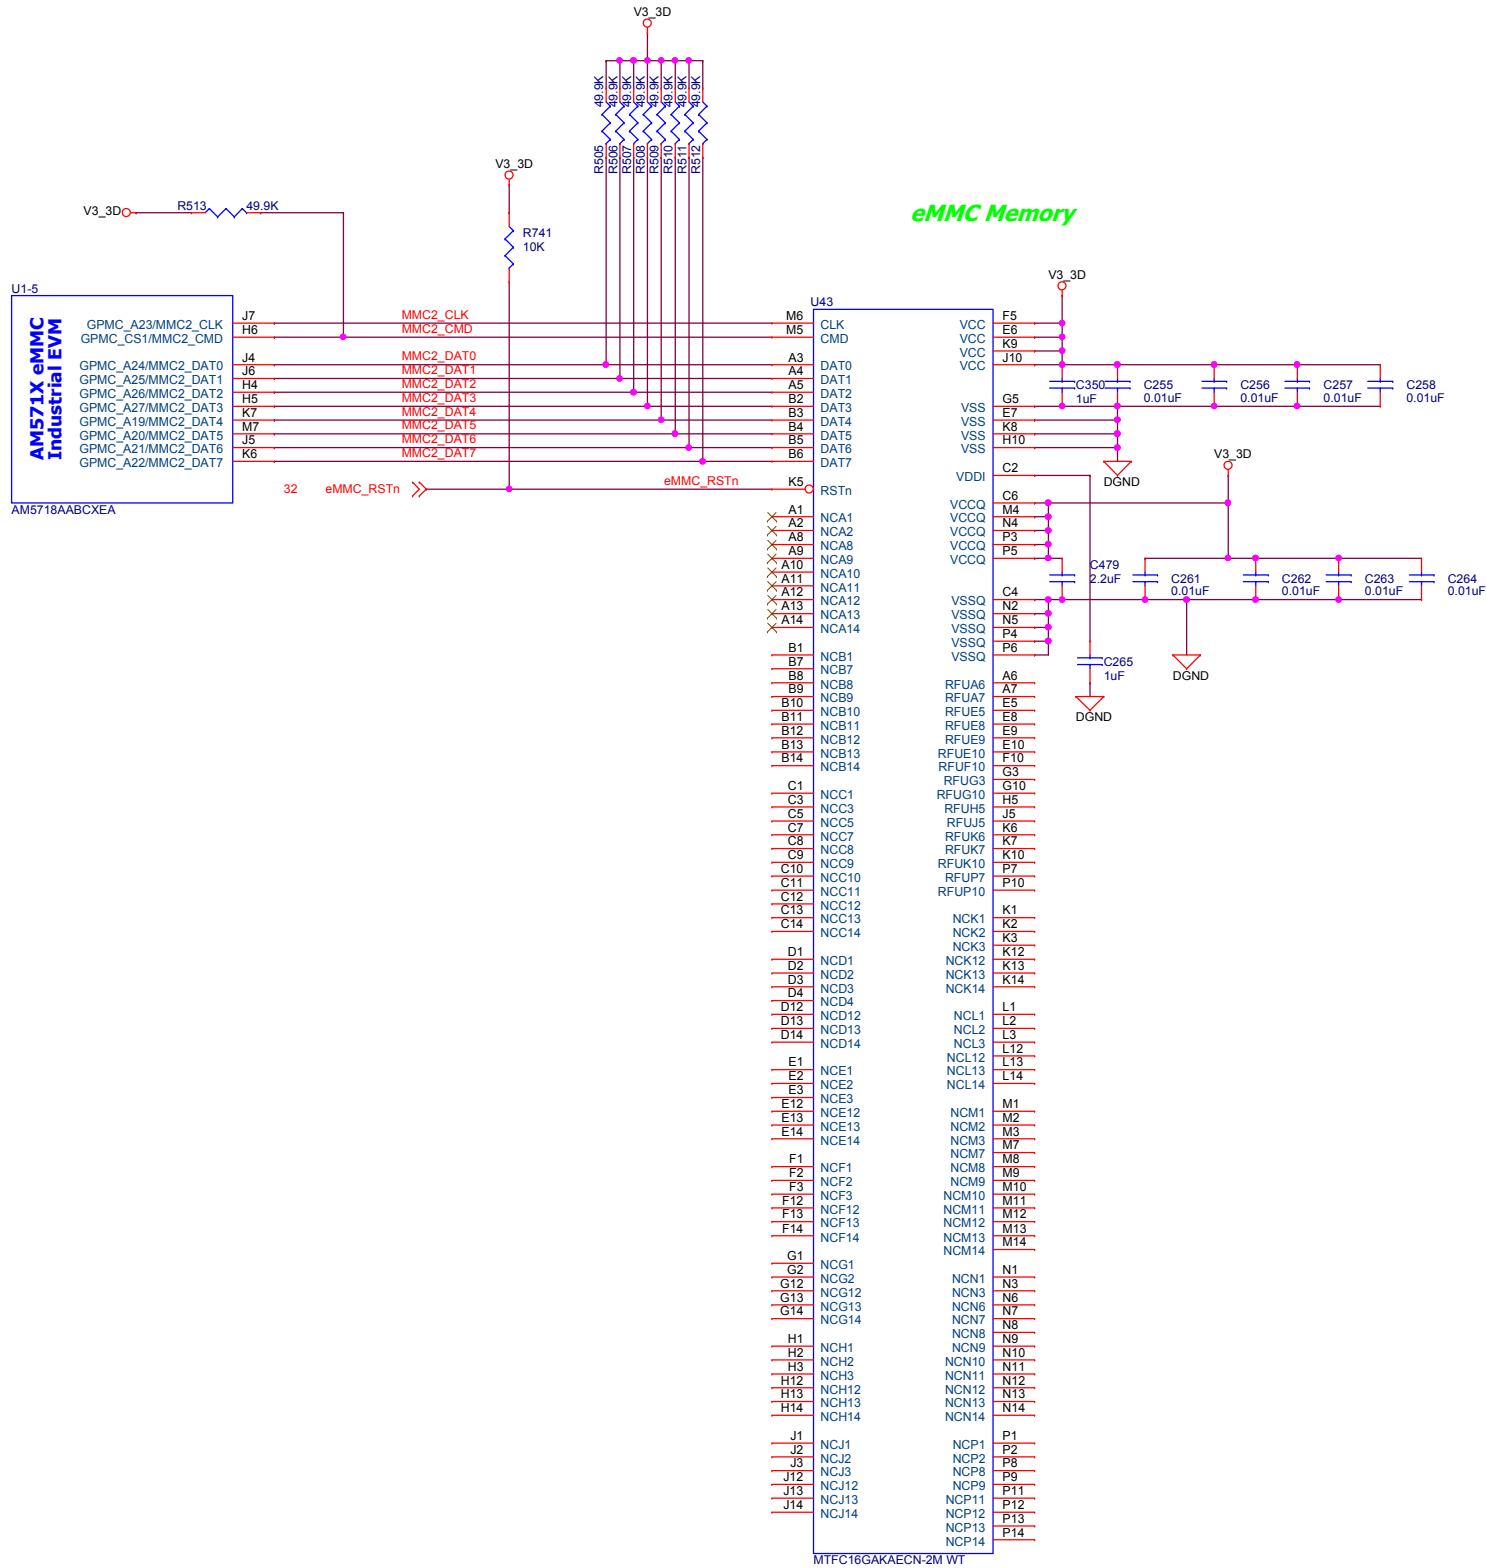 V3_3D
49.9K
49.9K
49.9K
49.9K
49.9K
49.9K
49.9K
49.9K
R505
R506
R507
R508
R509
R510
R511
R512
V3_3D
V3_3D
R513
49.9K
R741
10K
eMMC Memory
U1-5
AM571X eMMC
Industrial EVM
GPMC_A23/MMC2_CLK
GPMC_CS1/MMC2_CMD
GPMC_A24/MMC2_DAT0
GPMC_A25/MMC2_DAT1
GPMC_A26/MMC2_DAT2
GPMC_A27/MMC2_DAT3
GPMC_A19/MMC2_DAT4
GPMC_A20/MMC2_DAT5
GPMC_A21/MMC2_DAT6
GPMC_A22/MMC2_DAT7
J7
H6
J4
J6
H4
H5
K7
M7
J5
K6
AM5718AABCXEA
MMC2_CLK
MMC2_CMD
MMC2_DAT0
MMC2_DAT1
MMC2_DAT2
MMC2_DAT3
MMC2_DAT4
MMC2_DAT5
MMC2_DAT6
MMC2_DAT7
32 eMMC_RSTn
eMMC_RSTn
U43
M6 CLK
M5 CMD
A3 DAT0
A4 DAT1
A5 DAT2
B2 DAT3
B3 DAT4
B4 DAT5
B5 DAT6
B6 DAT7
K5 RSTn
A1 NCA1
A2 NCA2
A8 NCA8
A9 NCA9
A10 NCA10
A11 NCA11
A12 NCA12
A13 NCA13
A14 NCA14
B1 NCB1
B7 NCB7
B8 NCB8
B9 NCB9
B10 NCB10
B11 NCB11
B12 NCB12
B13 NCB13
B14 NCB14
C1 NCC1
C3 NCC3
C5 NCC5
C7 NCC7
C8 NCC8
C9 NCC9
C10 NCC10
C11 NCC11
C12 NCC12
C13 NCC13
C14 NCC14
D1 NCD1
D2 NCD2
D3 NCD3
D4 NCD4
D12 NCD12
D13 NCD13
D14 NCD14
E1 NCE1
E2 NCE2
E3 NCE3
E12 NCE12
E13 NCE13
E14 NCE14
F1 NCF1
F2 NCF2
F3 NCF3
F12 NCF12
F13 NCF13
F14 NCF14
G1 NCG1
G2 NCG2
G12 NCG12
G13 NCG13
G14 NCG14
H1 NCH1
H2 NCH2
H3 NCH3
H12 NCH12
H13 NCH13
H14 NCH14
J1 NCJ1
J2 NCJ2
J3 NCJ3
J12 NCJ12
J13 NCJ13
J14 NCJ14
VCC F5
VCC E6
VCC K9
VCC J10
VSS G5
VSS E7
VSS K8
VSS H10
VDDI C2
VCCQ C6
VCCQ M4
VCCQ N4
VCCQ P3
VCCQ P5
VSSQ C4
VSSQ N2
VSSQ N5
VSSQ P4
VSSQ P6
RFUA6 A6
RFUA7 A7
RFUE5 E5
RFUE8 E8
RFUE9 E9
RFUE10 E10
RFUF10 F10
RFUG3 G3
RFUG10 G10
RFUH5 H5
RFUJ5 J5
RFUK6 K6
RFUK7 K7
RFUK10 K10
RFUP7 P7
RFUP10 P10
NCK1 K1
NCK2 K2
NCK3 K3
NCK12 K12
NCK13 K13
NCK14 K14
NCL1 L1
NCL2 L2
NCL3 L3
NCL12 L12
NCL13 L13
NCL14 L14
NCM1 M1
NCM2 M2
NCM3 M3
NCM7 M7
NCM8 M8
NCM9 M9
NCM10 M10
NCM11 M11
NCM12 M12
NCM13 M13
NCM14 M14
NCN1 N1
NCN3 N3
NCN6 N6
NCN7 N7
NCN8 N8
NCN9 N9
NCN10 N10
NCN11 N11
NCN12 N12
NCN13 N13
NCN14 N14
NCP1 P1
NCP2 P2
NCP8 P8
NCP9 P9
NCP11 P11
NCP12 P12
NCP13 P13
NCP14 P14
MTFC16GAKAECN-2M WT
V3_3D
C350
1uF
C255
0.01uF
C256
0.01uF
C257
0.01uF
C258
0.01uF
DGND
V3_3D
C479
2.2uF
C261
0.01uF
C262
0.01uF
C263
0.01uF
C264
0.01uF
C265
1uF
DGND
DGND